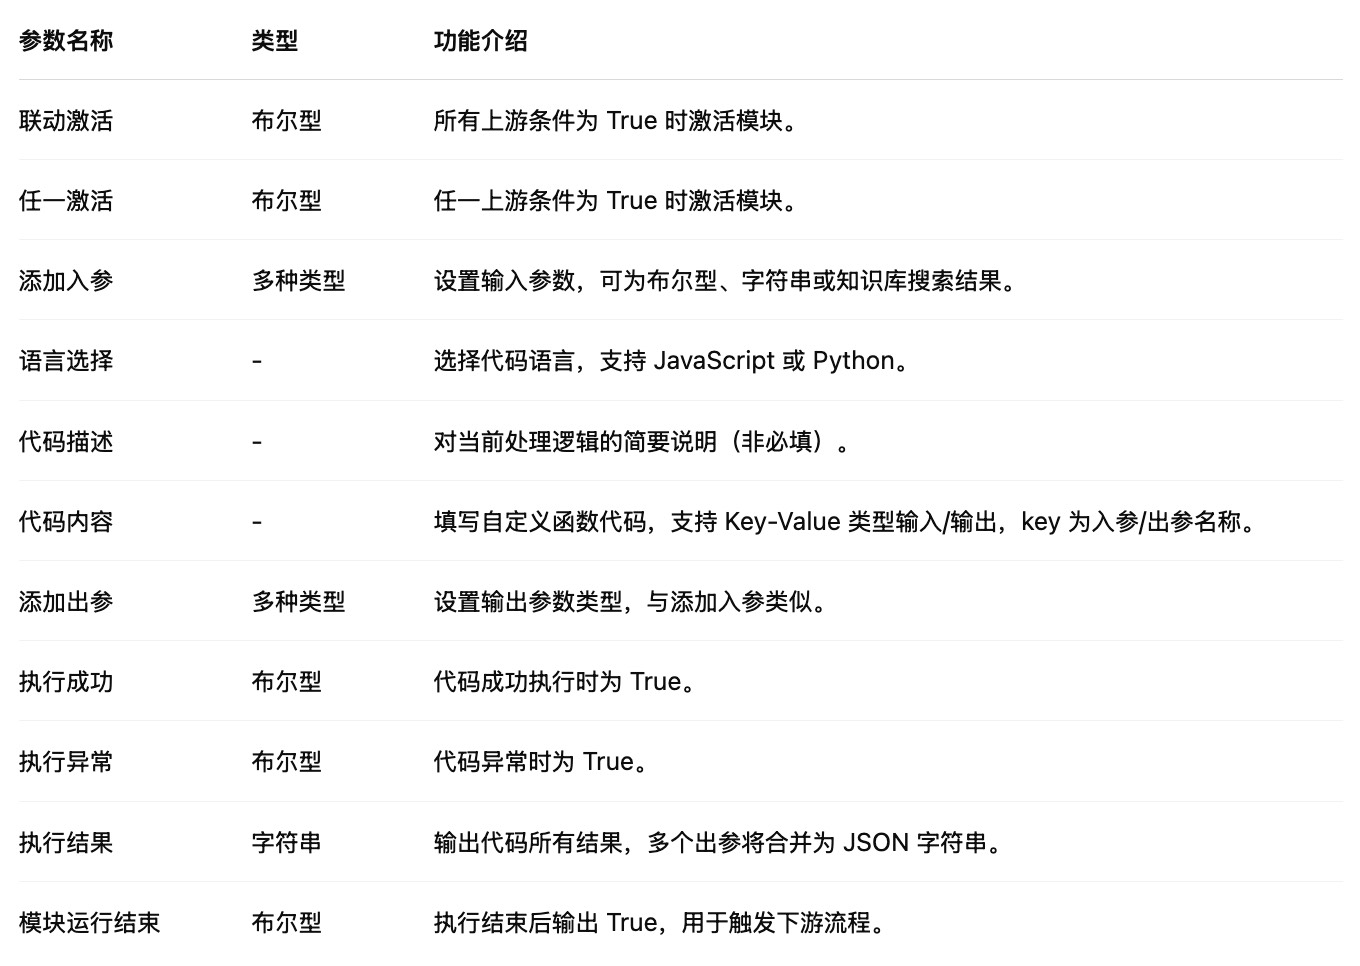 参数名称 类型 功能介绍
联动激活 布尔型 所有上游条件为 True 时激活模块。
任一激活 布尔型 任一上游条件为 True 时激活模块。
添加入参 多种类型 设置输入参数，可为布尔型、字符串或知识库搜索结果。
语言选择 - 选择代码语言，支持 JavaScript 或 Python。
代码描述 - 对当前处理逻辑的简要说明（非必填）。
代码内容 - 填写自定义函数代码，支持 Key-Value 类型输入/输出，key 为入参/出参名称。
添加出参 多种类型 设置输出参数类型，与添加入参类似。
执行成功 布尔型 代码成功执行时为 True。
执行异常 布尔型 代码异常时为 True。
执行结果 字符串 输出代码所有结果，多个出参将合并为 JSON 字符串。
模块运行结束 布尔型 执行结束后输出 True，用于触发下游流程。